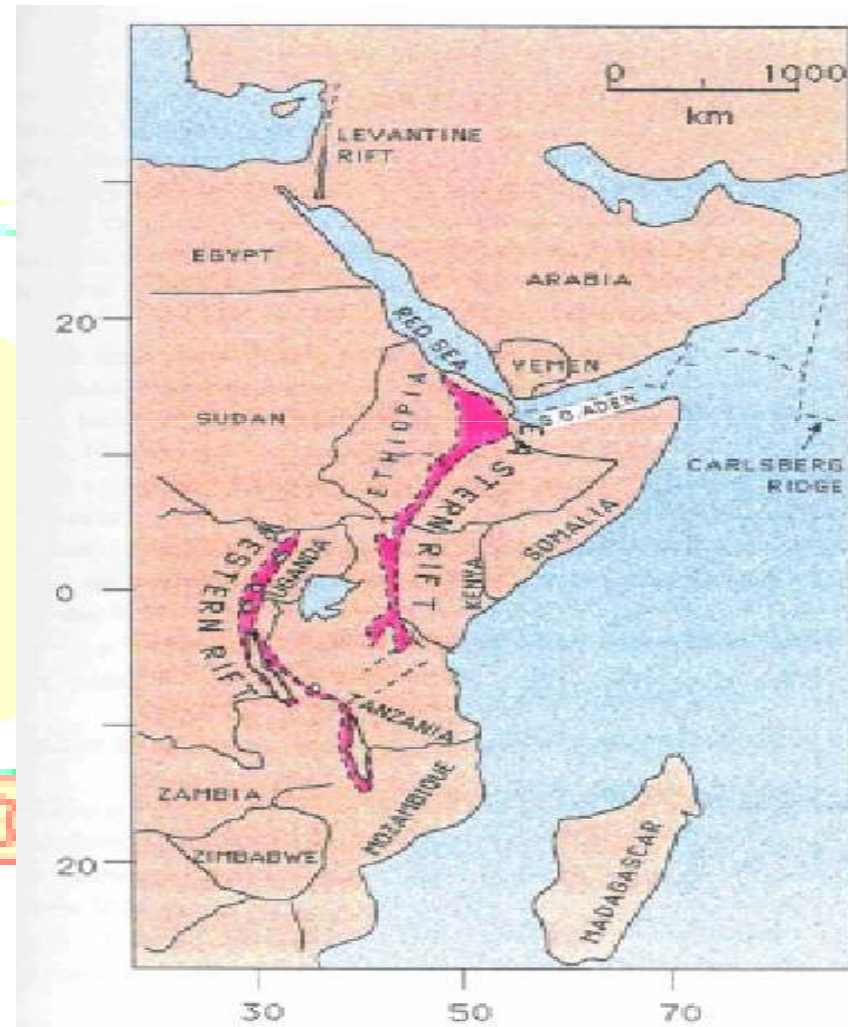 0 1000
km
LEVANTINE
RIFT
EGYPT
ARABIA
20
RED SEA
YEMEN
SUDAN
ETHIOPIA
G O. ADEN
EASTERN RIFT
CARLSBERG
RIDGE
SOMALIA
WESTERN RIFT
UGANDA
KENYA
0
TANZANIA
ZAMBIA
MOZAMBIQUE
ZIMBABWE
20
MADAGASCAR
30 50 70